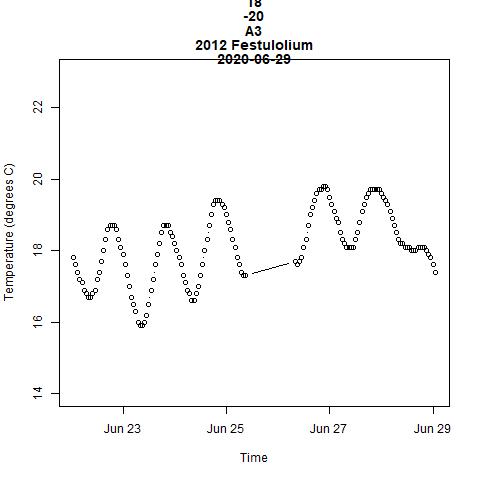 18
-20
A3
2012 Festulolium
2020-06-29
Temperature (degrees C)
22
20
18
16
14
Jun 23
Jun 25
Jun 27
Jun 29
Time